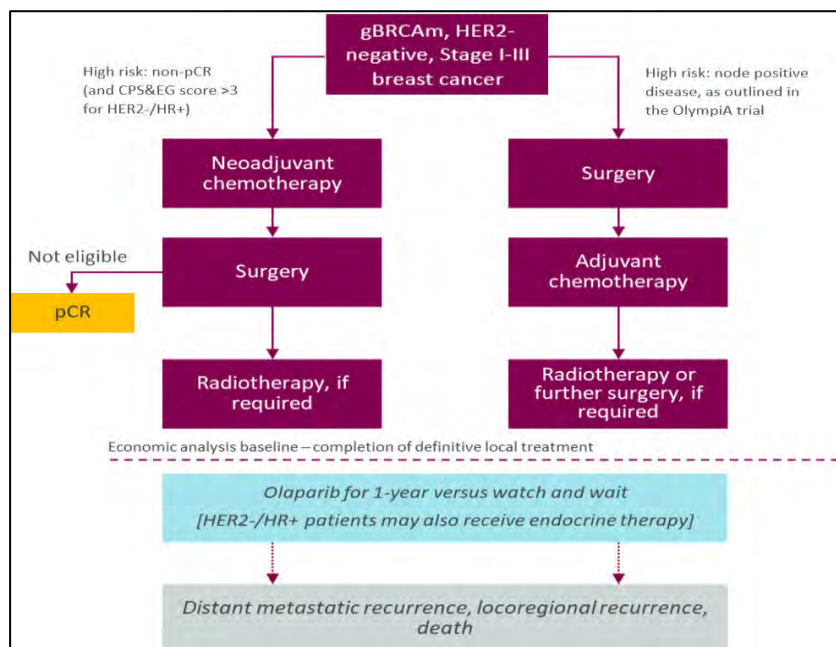 gBRCAm, HER2-
negative, Stage I-III
breast cancer
High risk: non-pCR
(and CPS&EG score >3
for HER2-/HR+)
High risk: node positive
disease, as outlined in
the OlympiA trial
Neoadjuvant
chemotherapy
Surgery
Not eligible
Surgery
Adjuvant
chemotherapy
pCR
Radiotherapy, if
required
Radiotherapy or
further surgery, if
required
Economic analysis baseline – completion of definitive local treatment
Olaparib for 1-year versus watch and wait
[HER2-/HR+ patients may also receive endocrine therapy]
Distant metastatic recurrence, locoregional recurrence,
death